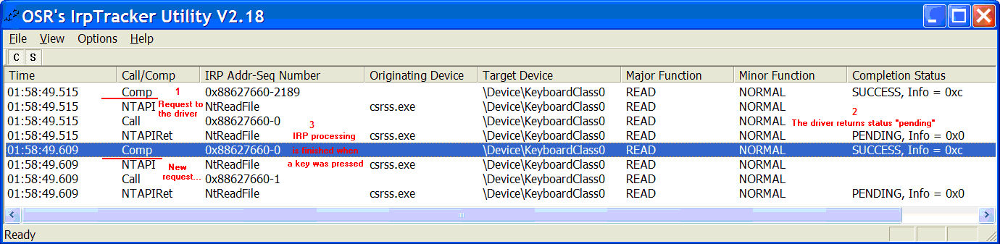 OSR's IrpTracker Utility V2.18
File View Options Help
C S
Time Call/Comp IRP Addr-Seq Number Originating Device Target Device Major Function Minor Function Completion Status
01:58:49.515 Comp 1 0x88627660-2189 \Device\KeyboardClass0 READ NORMAL SUCCESS, Info = 0xc
01:58:49.515 NTAPI Request to NtReadFile csrss.exe \Device\KeyboardClass0 READ NORMAL 2
the driver
01:58:49.515 Call 0x88627660-0 \Device\KeyboardClass0 READ NORMAL The driver returns status "pending"
3
01:58:49.515 NTAPIRet NtReadFile IRP processing csrss.exe \Device\KeyboardClass0 READ NORMAL PENDING, Info = 0x0
01:58:49.609 Comp 0x88627660-0 is finished when \Device\KeyboardClass0 READ NORMAL SUCCESS, Info = 0xc
01:58:49.609 NTAPI New NtReadFile a key was pressed csrss.exe \Device\KeyboardClass0 READ NORMAL
request...
01:58:49.609 Call 0x88627660-1 \Device\KeyboardClass0 READ NORMAL
01:58:49.609 NTAPIRet NtReadFile csrss.exe \Device\KeyboardClass0 READ NORMAL PENDING, Info = 0x0
Ready